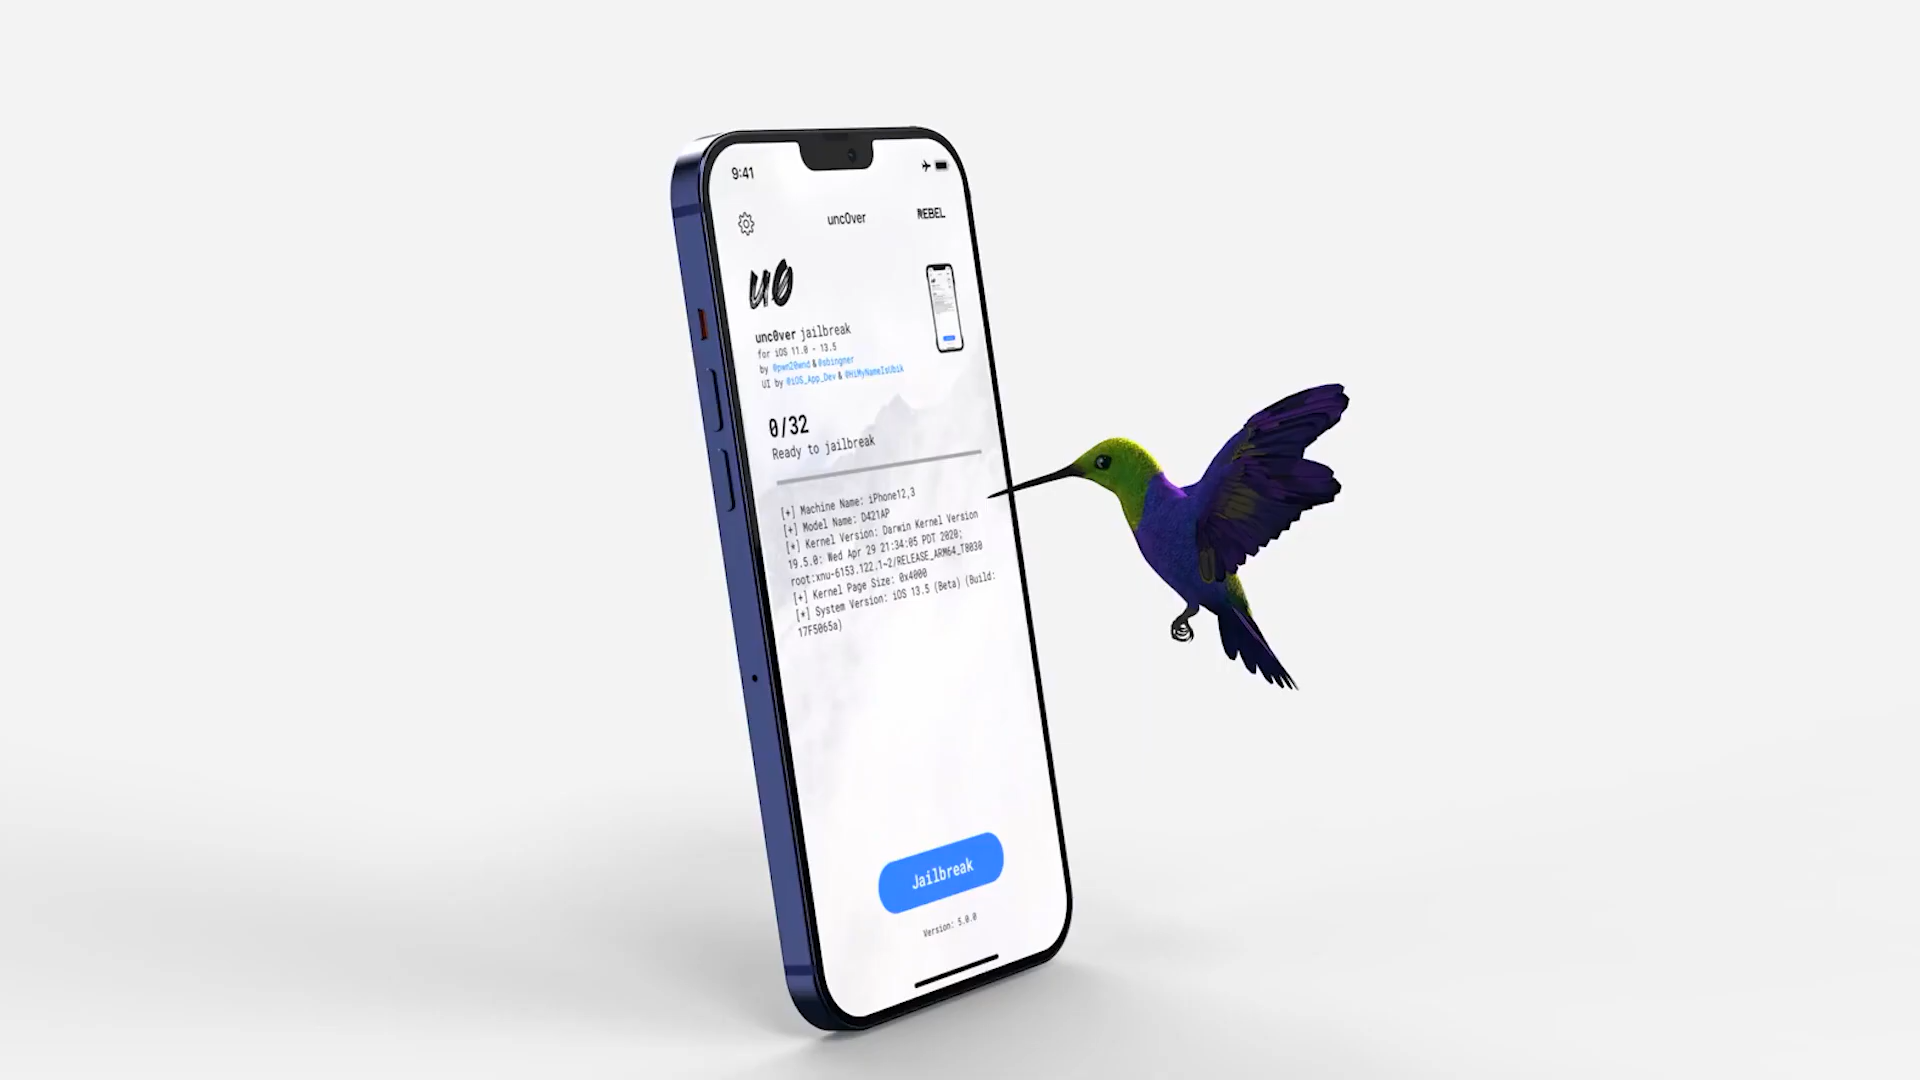 9:41
unc0ver
REBEL
u0
unc0ver jailbreak
for iOS 11.0 - 13.5
by @pwn20wnd & @sbingner
UI by @iOS_App_Dev & @HiMyNameIsUbik
0/32
Ready to jailbreak
[+] Machine Name: iPhone12,3
[+] Model Name: D421AP
[*] Kernel Version: Darwin Kernel Version
19.5.0: Wed Apr 29 21:34:05 PDT 2020;
root:xnu-6153.122.1~2/RELEASE_ARM64_T8030
[+] Kernel Page Size: 0x4000
[*] System Version: iOS 13.5 (Beta) (Build:
17F5065a)
Jailbreak
Version: 5.0.0